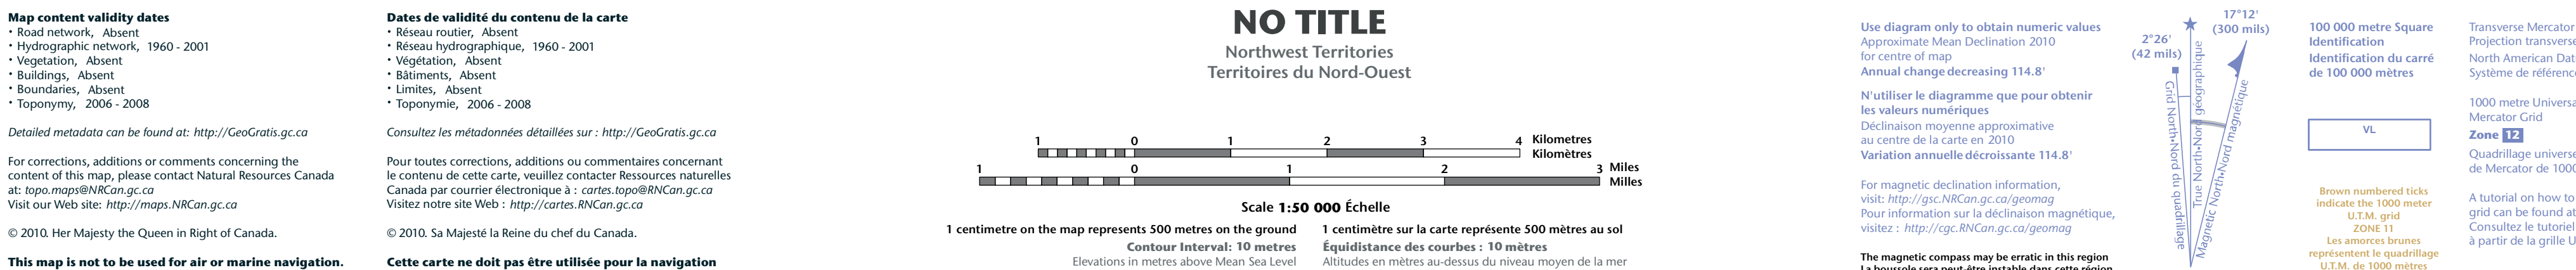 Map content validity dates
• Road network, Absent
• Hydrographic network, 1960 - 2001
• Vegetation, Absent
• Buildings, Absent
• Boundaries, Absent
• Toponymy, 2006 - 2008
Detailed metadata can be found at: http://GeoGratis.gc.ca
For corrections, additions or comments concerning the
content of this map, please contact Natural Resources Canada
at: topo.maps@NRCan.gc.ca
Visit our Web site: http://maps.NRCan.gc.ca
© 2010. Her Majesty the Queen in Right of Canada.
This map is not to be used for air or marine navigation.
Dates de validité du contenu de la carte
• Réseau routier, Absent
• Réseau hydrographique, 1960 - 2001
• Végétation, Absent
• Bâtiments, Absent
• Limites, Absent
• Toponymie, 2006 - 2008
Consultez les métadonnées détaillées sur : http://GeoGratis.gc.ca
Pour toutes corrections, additions ou commentaires concernant
le contenu de cette carte, veuillez contacter Ressources naturelles
Canada par courrier électronique à : cartes.topo@RNCan.gc.ca
Visitez notre site Web : http://cartes.RNCan.gc.ca
© 2010. Sa Majesté la Reine du chef du Canada.
Cette carte ne doit pas être utilisée pour la navigation
NO TITLE
Northwest Territories
Territoires du Nord-Ouest
1 0 1 2 3 4 Kilometres
Kilomètres
1 0 1 2 3 Miles
Milles
Scale 1:50 000 Échelle
1 centimetre on the map represents 500 metres on the ground
1 centimètre sur la carte représente 500 mètres au sol
Contour Interval: 10 metres
Équidistance des courbes : 10 mètres
Elevations in metres above Mean Sea Level
Altitudes en mètres au-dessus du niveau moyen de la mer
Use diagram only to obtain numeric values
Approximate Mean Declination 2010
for centre of map
Annual change decreasing 114.8'
N'utiliser le diagramme que pour obtenir
les valeurs numériques
Déclinaison moyenne approximative
au centre de la carte en 2010
Variation annuelle décroissante 114.8'
For magnetic declination information,
visit: http://gsc.NRCan.gc.ca/geomag
Pour information sur la déclinaison magnétique,
visitez : http://cgc.RNCan.gc.ca/geomag
The magnetic compass may be erratic in this region
La boussole sera peut-être instable dans cette région
2°26'
(42 mils)
17°12'
(300 mils)
Grid North•Nord du quadrillage
True North•Nord géographique
Magnetic North•Nord magnétique
100 000 metre Square
Identification
Identification du carré
de 100 000 mètres
VL
Brown numbered ticks
indicate the 1000 meter
U.T.M. grid
ZONE 11
Les amorces brunes
représentent le quadrillage
U.T.M. de 1000 mètres
Transverse Mercator
Projection transverse
North American Dat
Système de référence
1000 metre Universa
Mercator Grid
Zone 12
Quadrillage universe
de Mercator de 1000
A tutorial on how to
grid can be found at
Consultez le tutoriel
à partir de la grille U